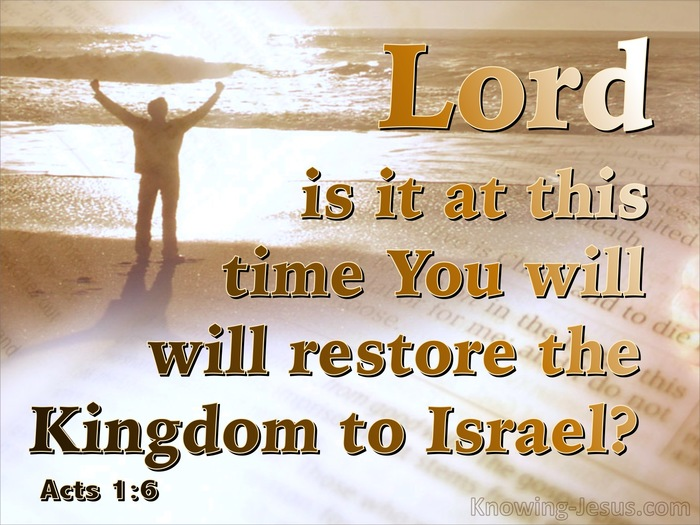 Lord
is it at this
time You will
will restore the
Kingdom to Israel?
Acts 1:6
Knowing-Jesus.com